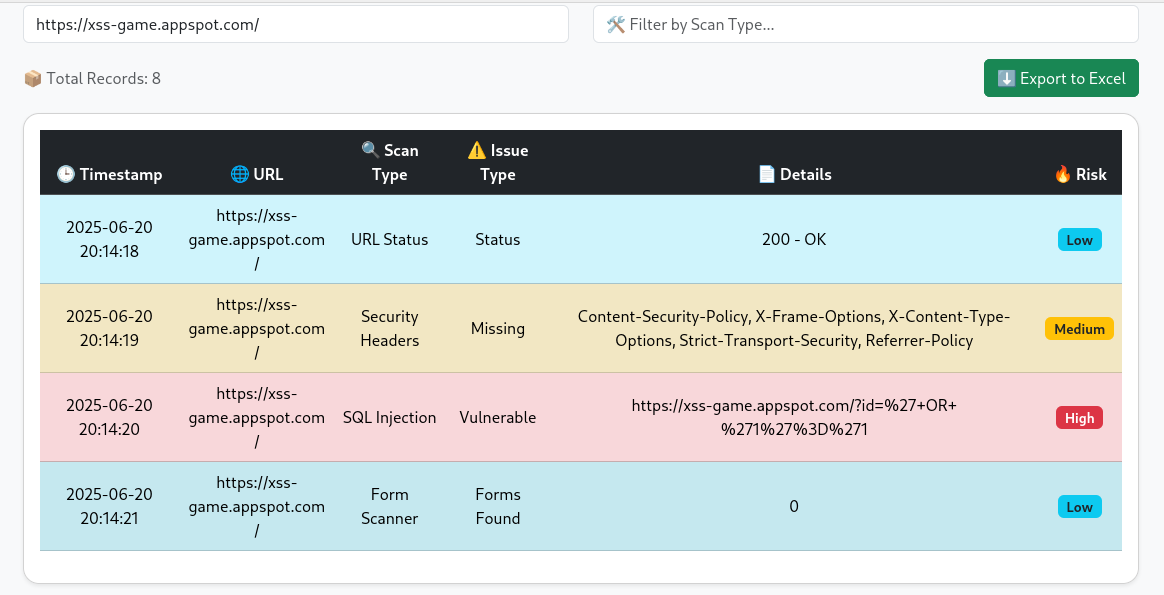 https://xss-game.appspot.com/
🛠️ Filter by Scan Type...
📦 Total Records: 8
⬇️ Export to Excel
🕒 Timestamp
🌐 URL
🔍 Scan
Type
⚠️ Issue
Type
📄 Details
🔥 Risk
2025-06-20
20:14:18
https://xss-
game.appspot.com
/
URL Status
Status
200 - OK
Low
2025-06-20
20:14:19
https://xss-
game.appspot.com
/
Security
Headers
Missing
Content-Security-Policy, X-Frame-Options, X-Content-Type-
Options, Strict-Transport-Security, Referrer-Policy
Medium
2025-06-20
20:14:20
https://xss-
game.appspot.com
/
SQL Injection
Vulnerable
https://xss-game.appspot.com/?id=%27+OR+
%271%27%3D%271
High
2025-06-20
20:14:21
https://xss-
game.appspot.com
/
Form
Scanner
Forms
Found
0
Low